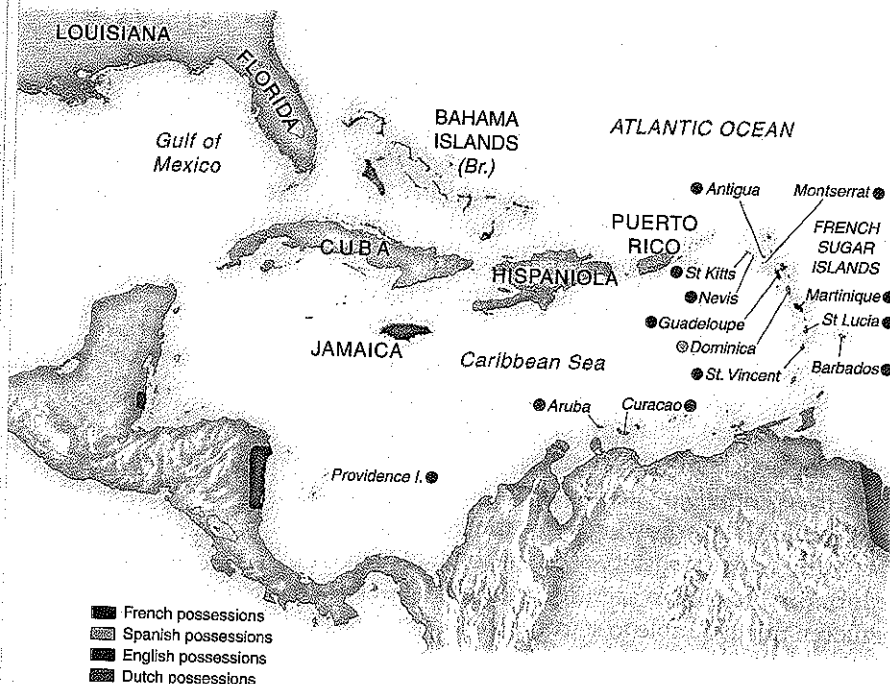 LOUISIANA
FLORIDA
Gulf of
Mexico
BAHAMA
ISLANDS
(Br.)
ATLANTIC OCEAN
Antigua
Montserrat
PUERTO
RICO
FRENCH
SUGAR
ISLANDS
CUBA
HISPANIOLA
St Kitts
Nevis
Martinique
Guadeloupe
St Lucia
JAMAICA
Dominica
Caribbean Sea
St. Vincent
Barbados
Aruba
Curacao
Providence I.
French possessions
Spanish possessions
English possessions
Dutch possessions